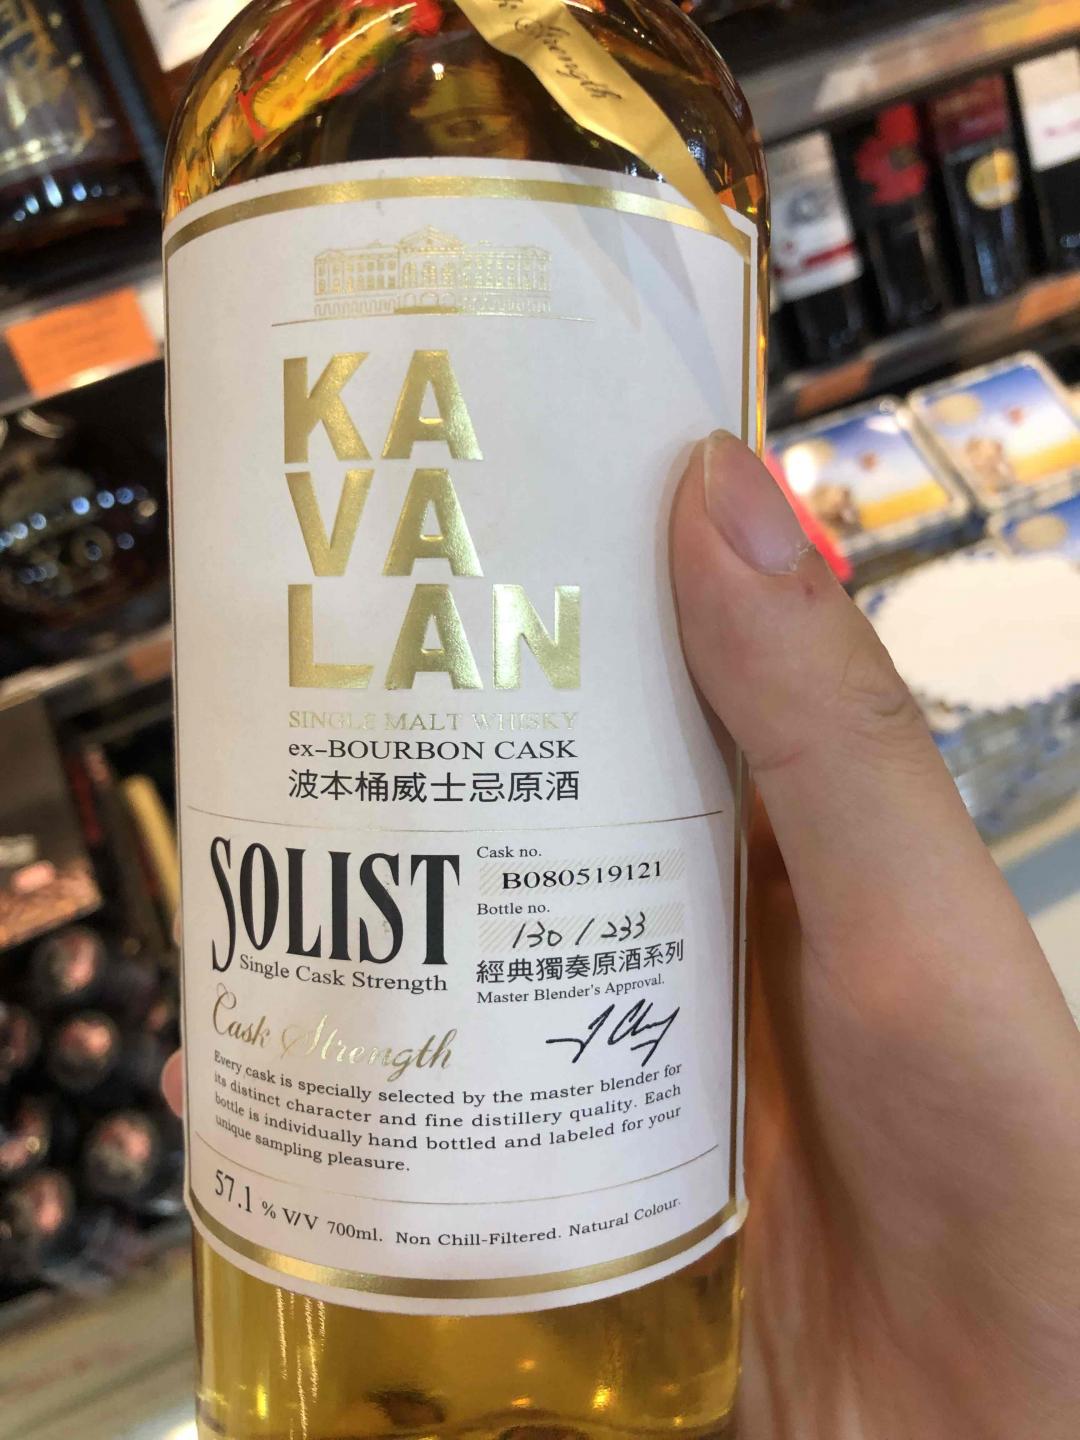 Strength
KA
VA
LAN
SINGLE MALT WHISKY
ex-BOURBON CASK
波本桶威士忌原酒
SOLIST
Single Cask Strength
Cask Strength
Cask no.
B080519121
Bottle no.
130 / 233
經典獨奏原酒系列
Master Blender's Approval.
Every cask is specially selected by the master blender for
its distinct character and fine distillery quality. Each
bottle is individually hand bottled and labeled for your
unique sampling pleasure.
57.1 % V/V 700ml. Non Chill-Filtered. Natural Colour.